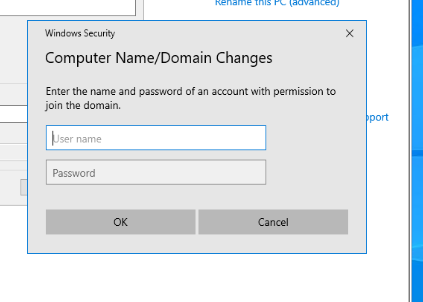 Rename this PC (advanced)
Windows Security
Computer Name/Domain Changes
Enter the name and password of an account with permission to
join the domain.
User name
pport
Password
OK
Cancel